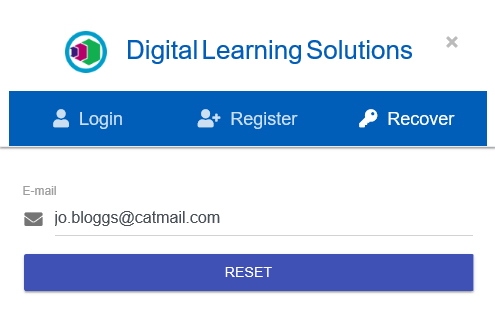 Digital Learning Solutions ×
Login Register Recover
E-mail
jo.bloggs@catmail.com
RESET